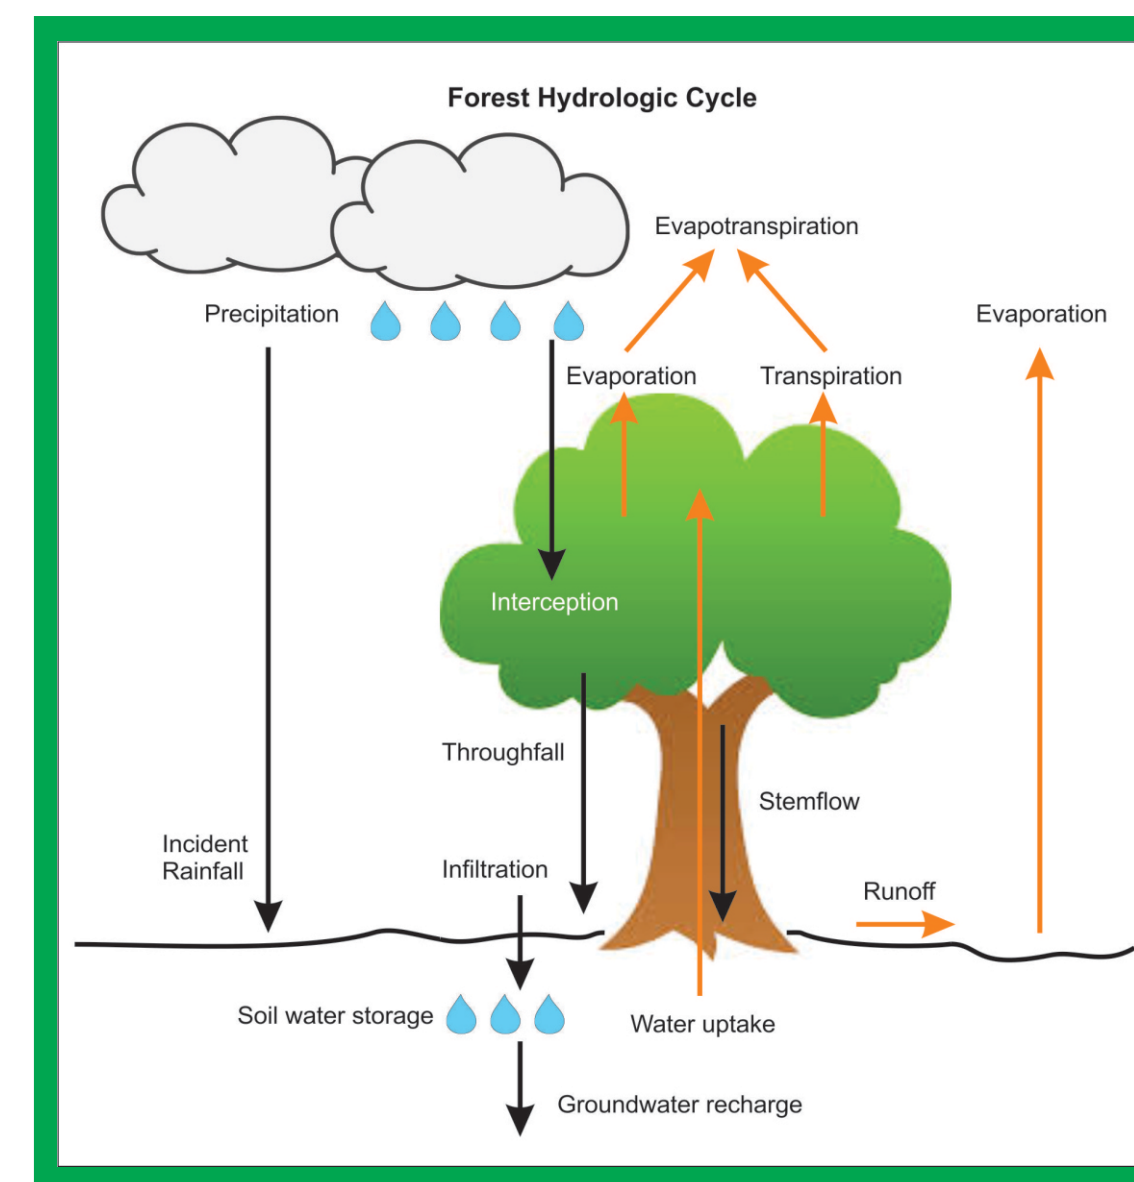 Forest Hydrologic Cycle
Evapotranspiration
Precipitation
Evaporation
Evaporation
Transpiration
Interception
Throughfall
Stemflow
Incident
Rainfall
Infiltration
Runoff
Soil water storage
Water uptake
Groundwater recharge